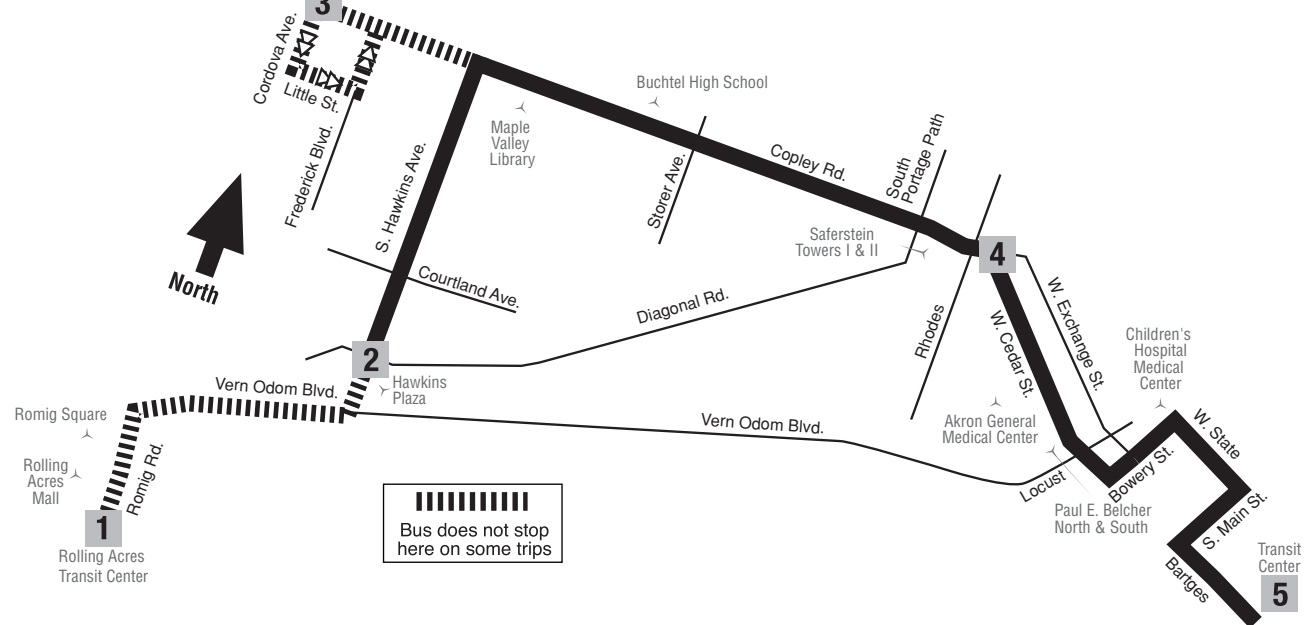 3
Cordova Ave.
Little St.
Frederick Blvd.
S. Hawkins Ave.
Maple
Valley
Library
Buchtel High School
Storer Ave.
Copley Rd.
South
Portage Path
Saferstein
Towers I & II
4
North
Courtland Ave.
Diagonal Rd.
Rhodes
W. Cedar St.
W. Exchange St.
Children's
Hospital
Medical
Center
2
Hawkins
Plaza
Vern Odom Blvd.
Romig Square
Rolling
Acres
Mall
Romig Rd.
1
Rolling Acres
Transit Center
Vern Odom Blvd.
Akron General
Medical Center
Locust
Bowery St.
W. State
S. Main St.
Paul E. Belcher
North & South
Bartges
Transit
Center
5
Bus does not stop
here on some trips